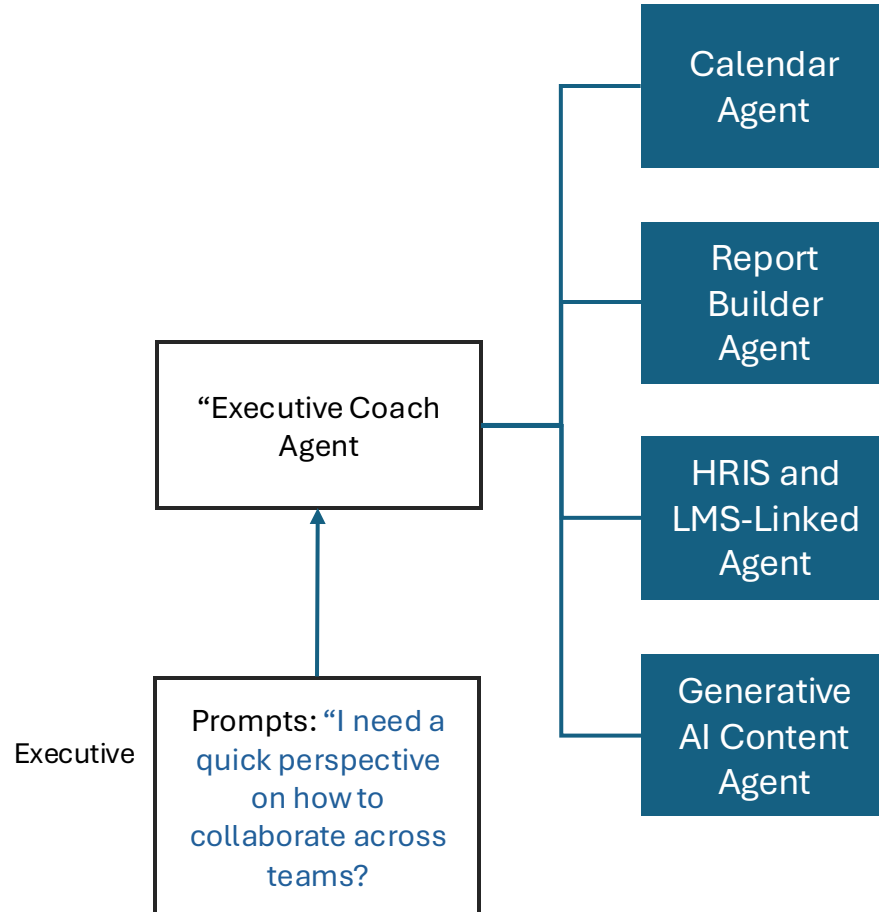 Calendar
Agent
Report
Builder
Agent
“Executive Coach
Agent
HRIS and
LMS-Linked
Agent
Executive
Prompts: “I need a
quick perspective
on how to
collaborate across
teams?
Generative
AI Content
Agent